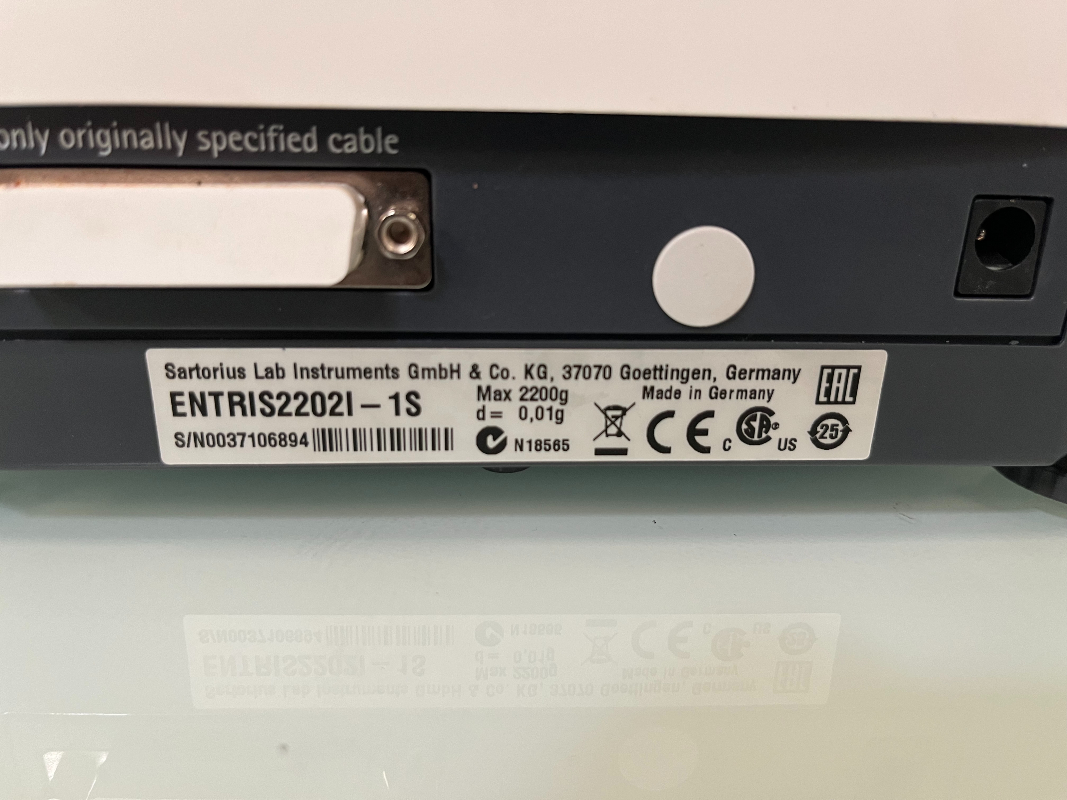 only originally specified cable
Sartorius Lab Instruments GmbH & Co. KG, 37070 Goettingen, Germany
ENTRIS2202I – 1S
Max 2200g
d= 0,01g
Made in Germany
EAC
S/N0037106894
N18565
CE
C SA® US
25